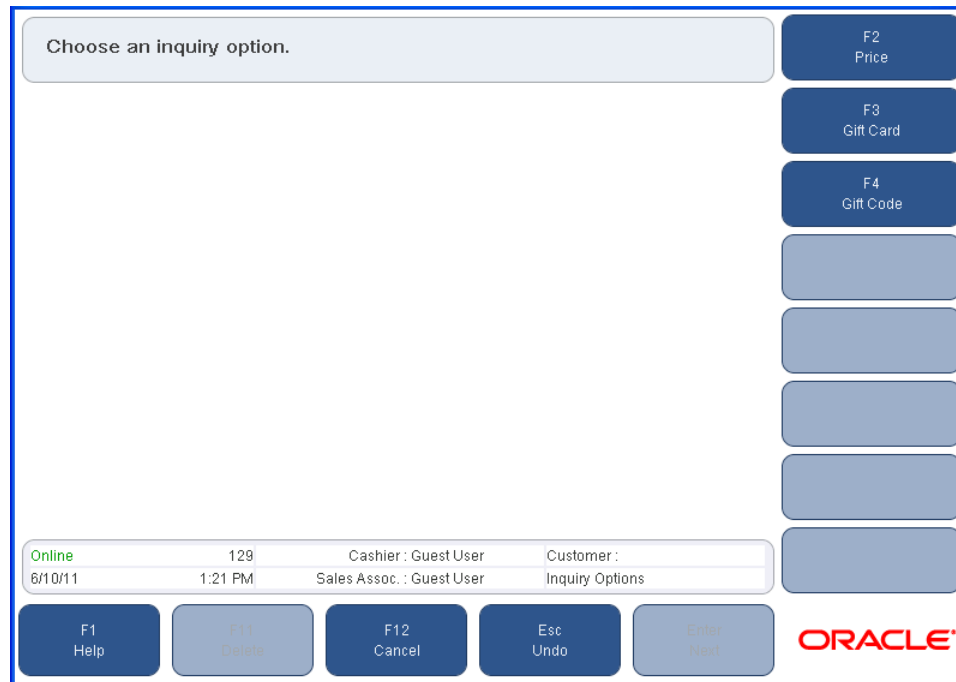 Choose an inquiry option.
F2
Price
F3
Gift Card
F4
Gift Code
Online 129 Cashier : Guest User Customer :
6/10/11 1:21 PM Sales Assoc. : Guest User Inquiry Options
F1
Help
F11
Delete
F12
Cancel
Esc
Undo
Enter
Next
ORACLE